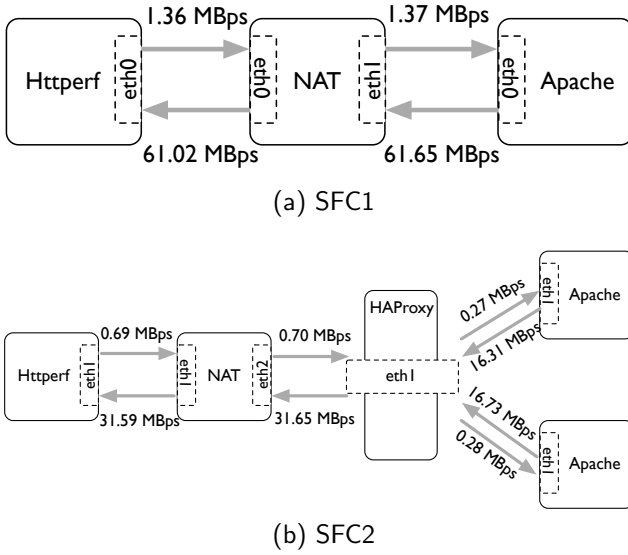 1.36 MBps
1.37 MBps
Httperf
eth0
eth0
NAT
eth1
eth0
Apache
61.02 MBps
61.65 MBps
(a) SFC1
HAProxy
0.27 MBps
eth1
Apache
16.31 MBps
0.69 MBps
0.70 MBps
Httperf
eth1
eth1
NAT
eth2
eth1
31.59 MBps
31.65 MBps
16.73 MBps
0.28 MBps
eth1
Apache
(b) SFC2